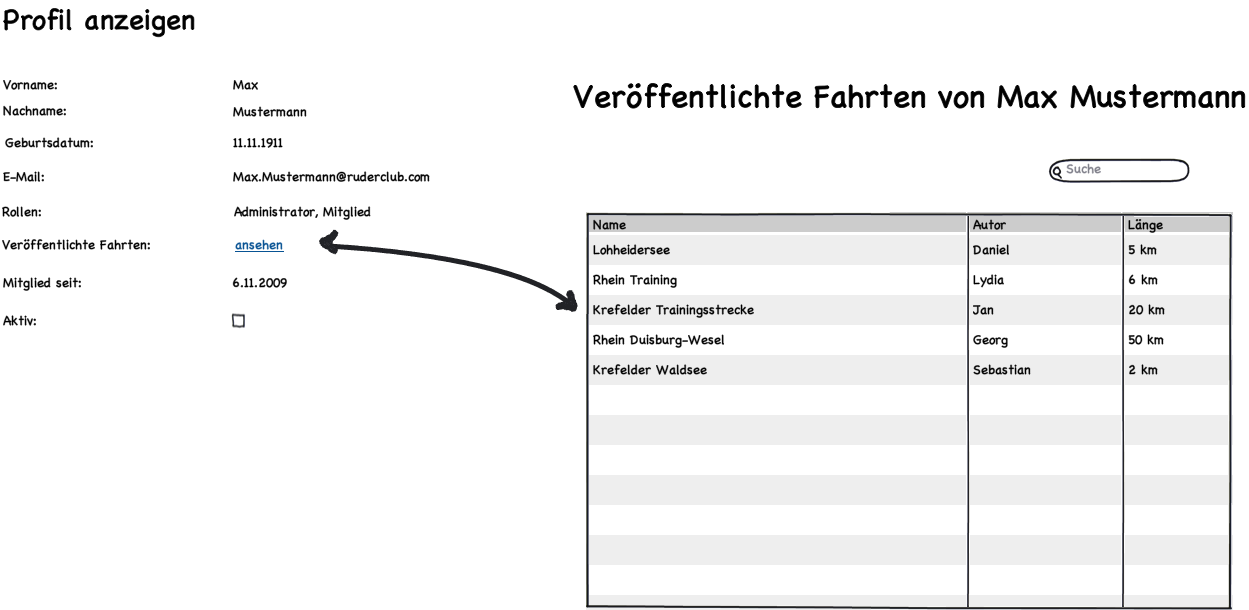 Profil anzeigen
Vorname: Max
Nachname: Mustermann
Geburtsdatum: 11.11.1911
E-Mail: Max.Mustermann@ruderclub.com
Rollen: Administrator, Mitglied
Veröffentlichte Fahrten: ansehen
Mitglied seit: 6.11.2009
Aktiv:
Veröffentlichte Fahrten von Max Mustermann
Suche
Name Autor Länge
Lohheidersee Daniel 5 km
Rhein Training Lydia 6 km
Krefelder Trainingsstrecke Jan 20 km
Rhein Duisburg-Wesel Georg 50 km
Krefelder Waldsee Sebastian 2 km